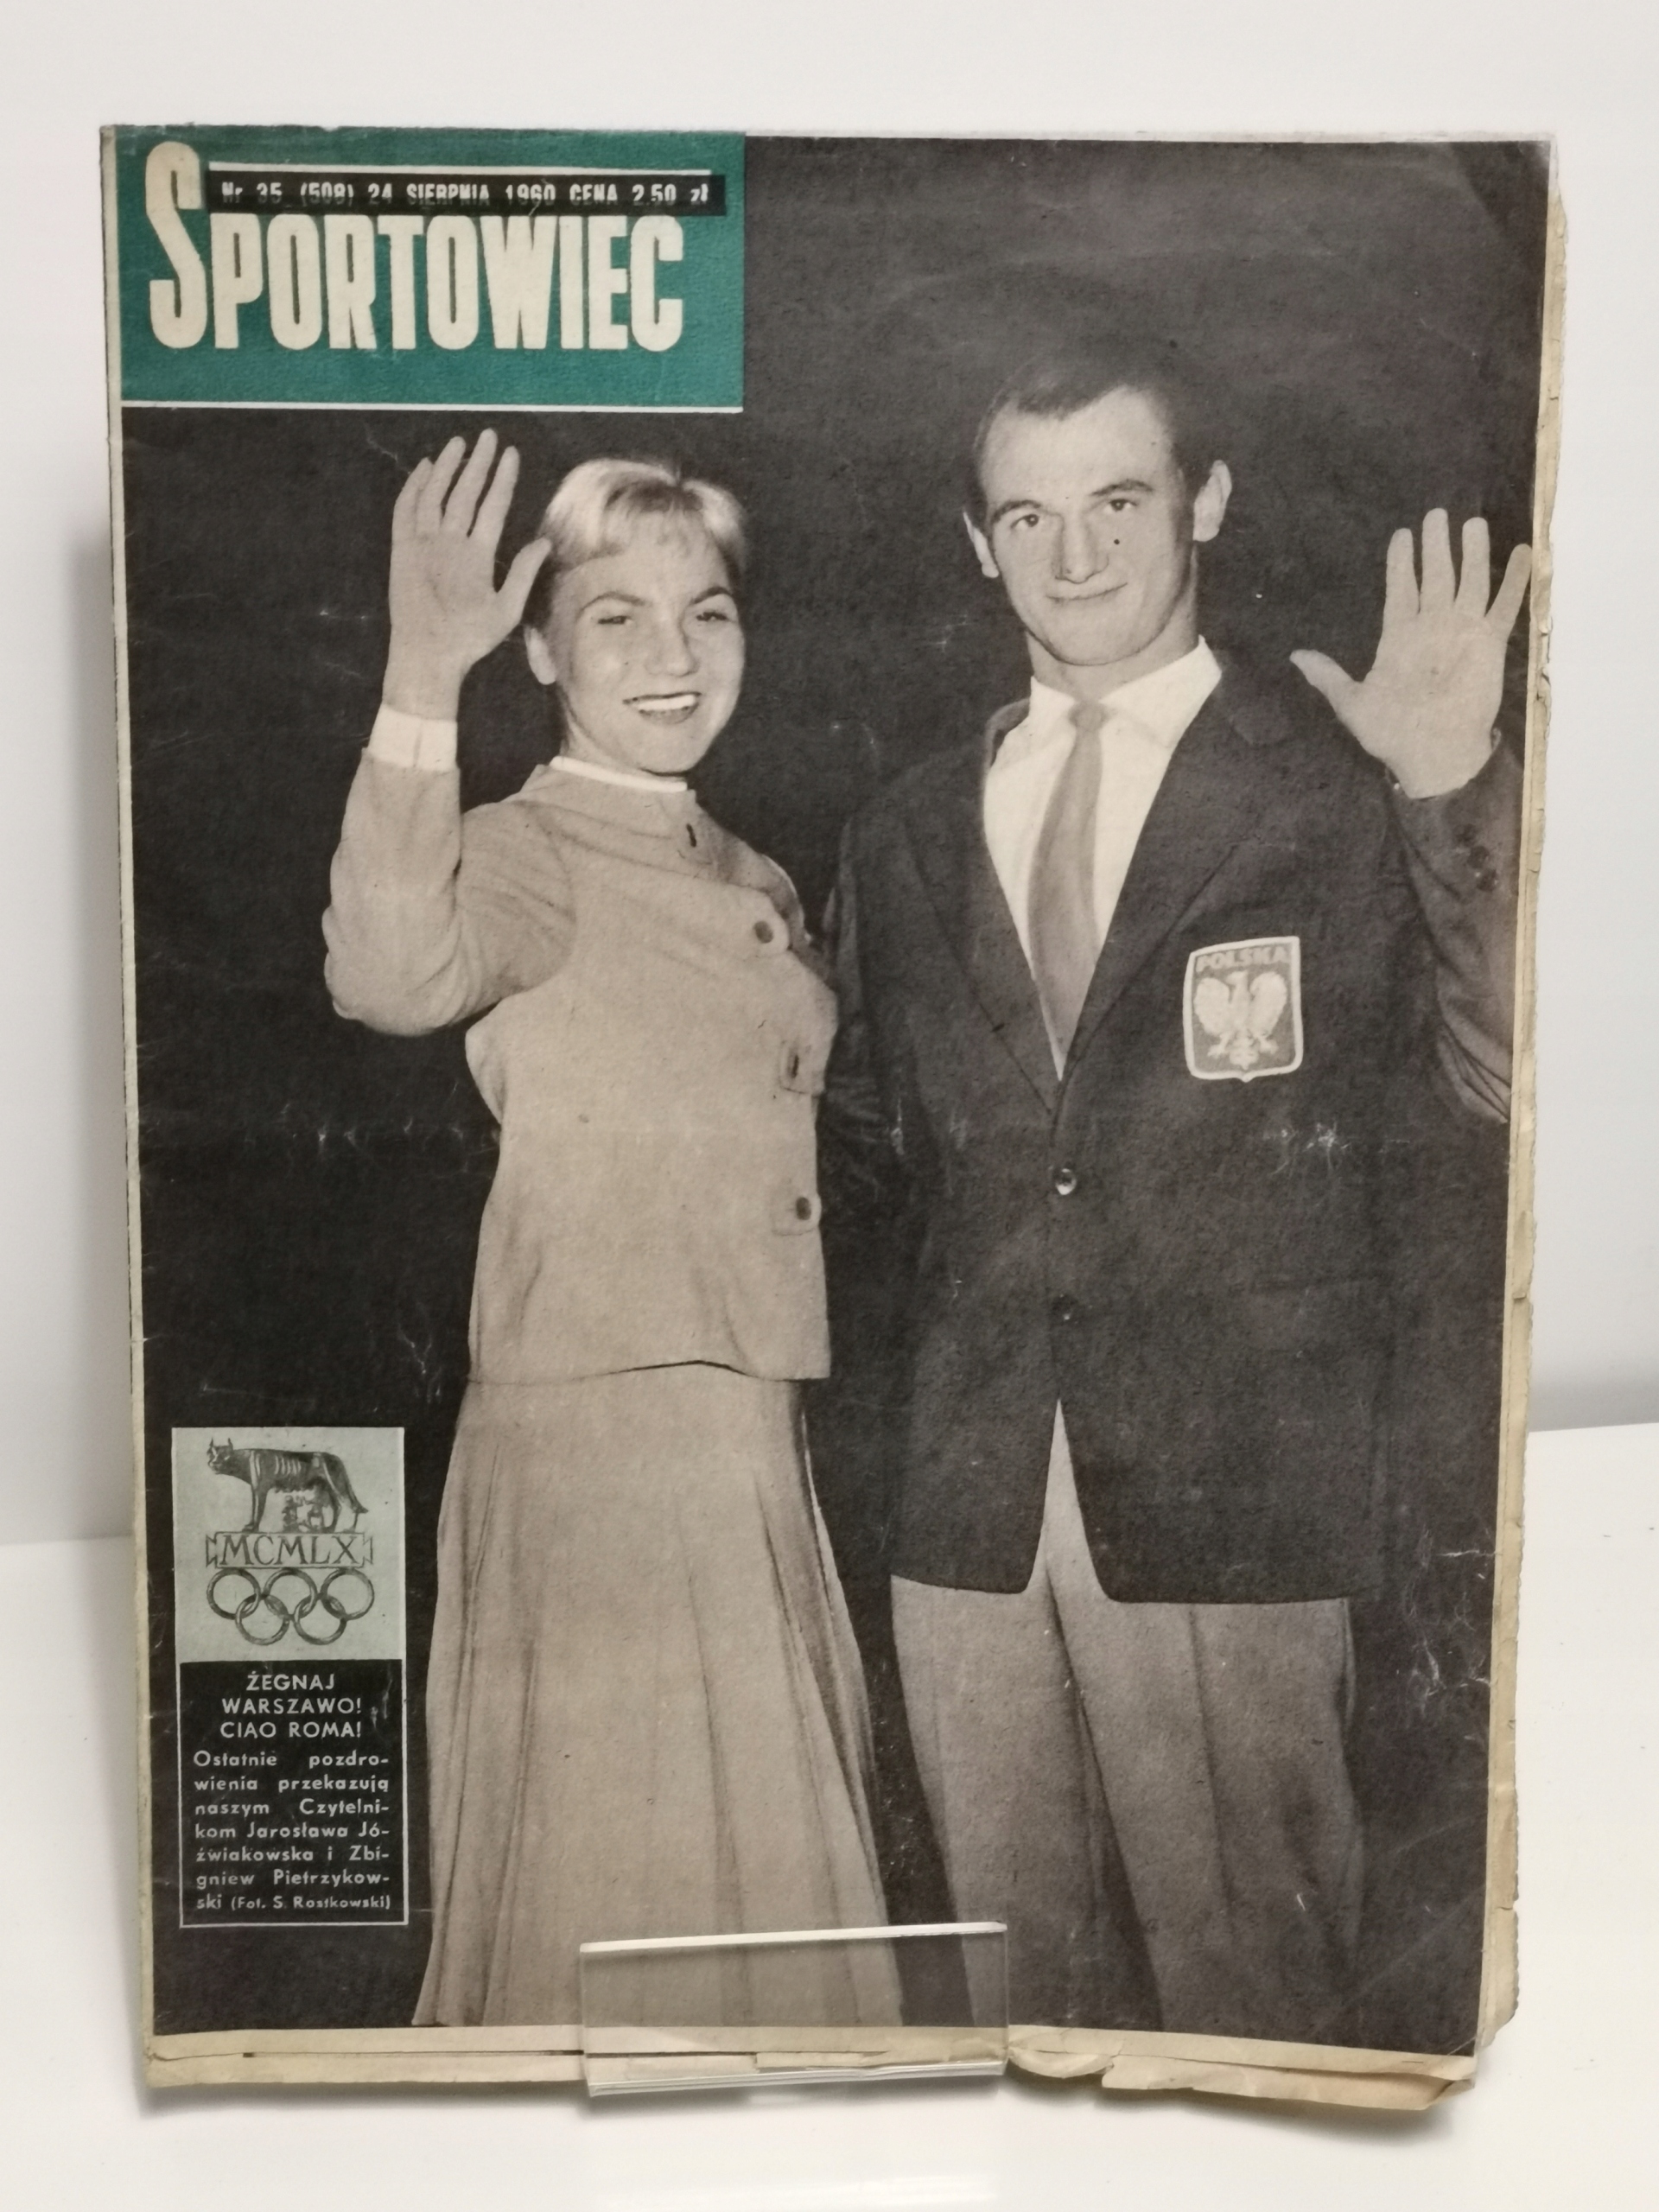 Nr 35 (508) 24 SIERPNIA 1960 CENA 2.50 zł
SPORTOWIEC
POLSKA
MCMLX
ŻEGNAJ
WARSZAWO!
CIAO ROMA!
Ostatnie pozdro-
wienia przekazują
naszym Czytelni-
kom Jarosława Jó-
źwiakowska i Zbi-
gniew Pietrzykow-
ski (Fot. S. Rostkowski)